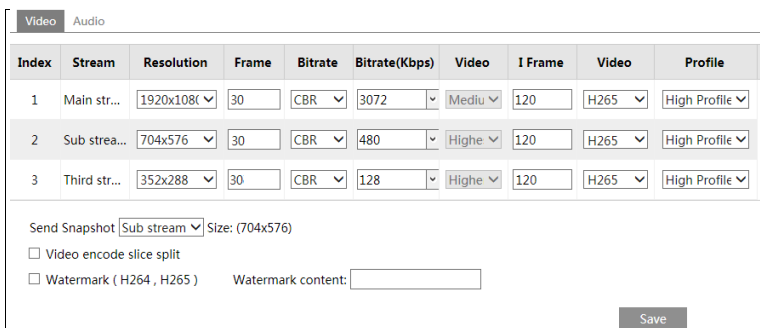 Video Audio
Index Stream Resolution Frame Bitrate Bitrate(Kbps) Video I Frame Video Profile
1 Main str... 1920x108( 30 CBR 3072 Mediu 120 H265 High Profile
2 Sub strea... 704x576 30 CBR 480 Highe 120 H265 High Profile
3 Third str... 352x288 30 CBR 128 Highe 120 H265 High Profile
Send Snapshot Sub stream Size: (704x576)
Video encode slice split
Watermark ( H264 , H265 ) Watermark content:
Save